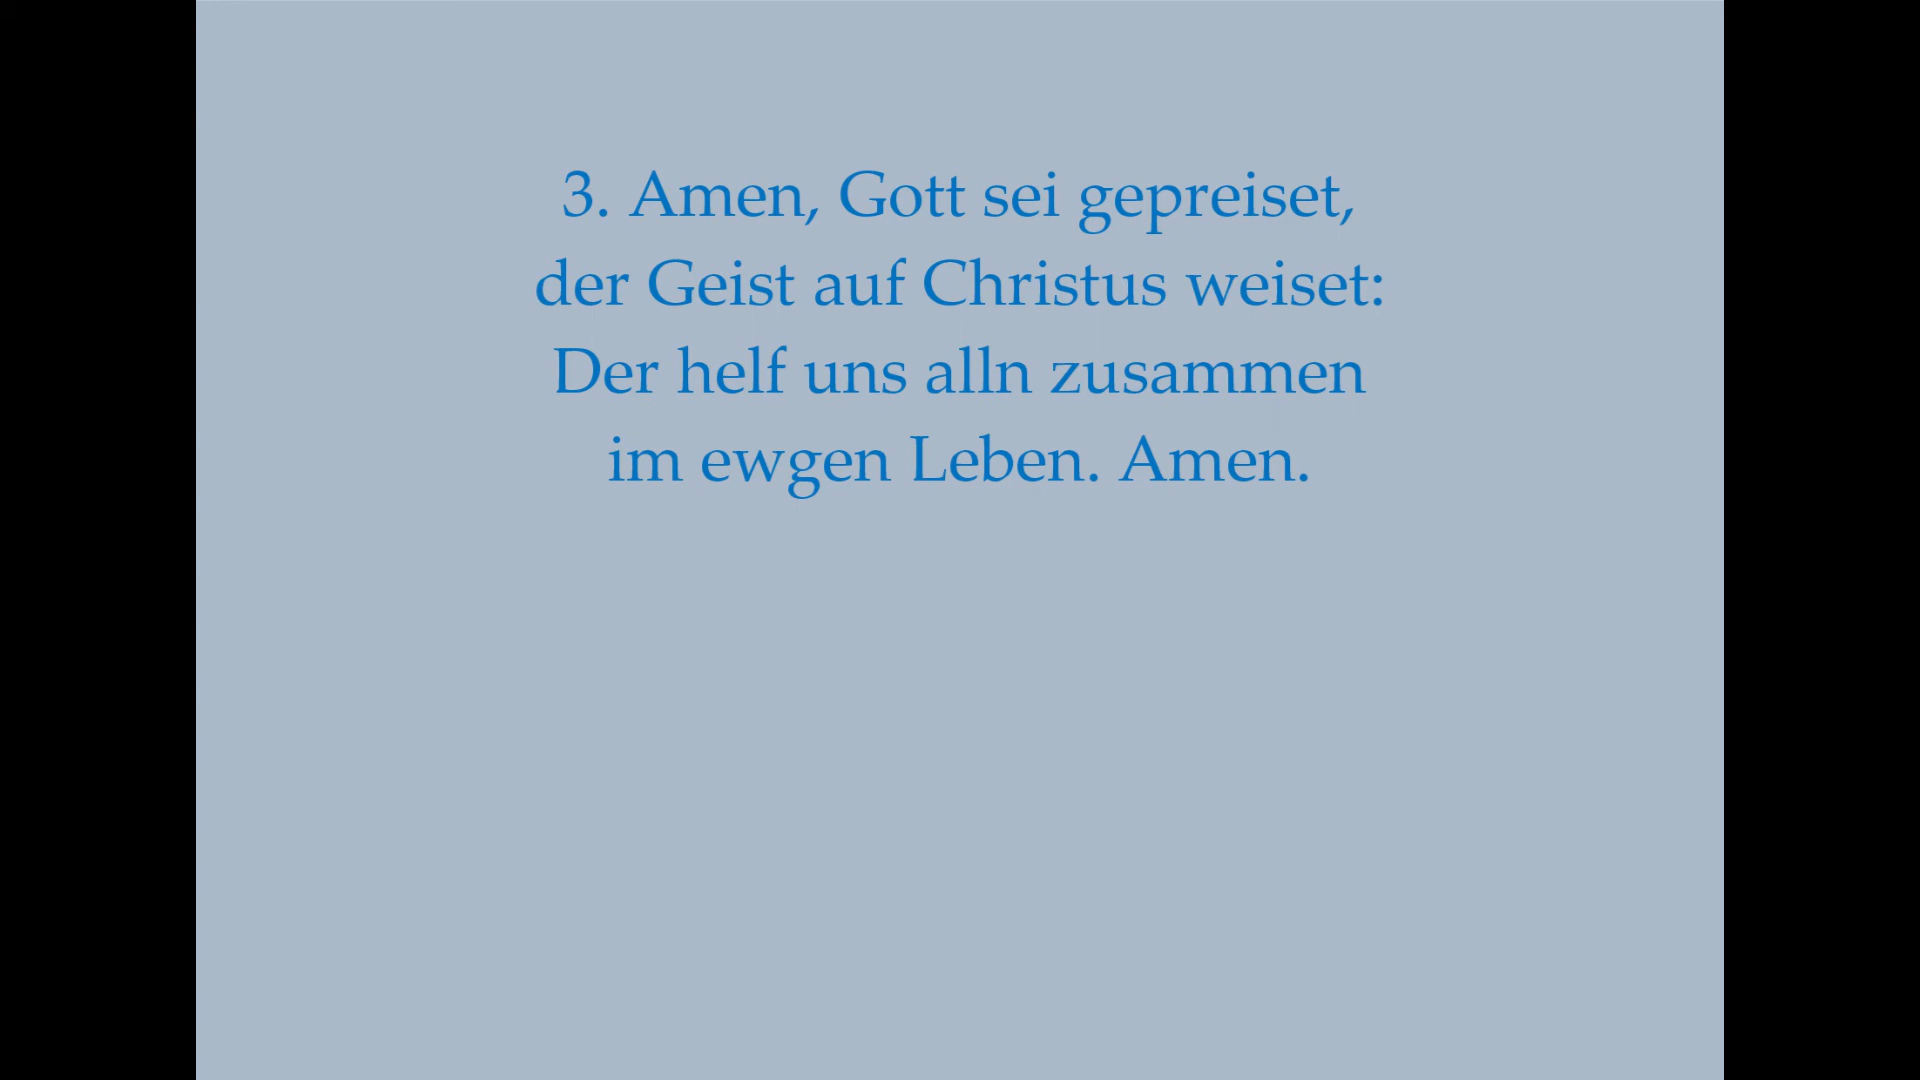 3. Amen, Gott sei gepreiset,
der Geist auf Christus weiset:
Der helf uns alln zusammen
im ewgen Leben. Amen.